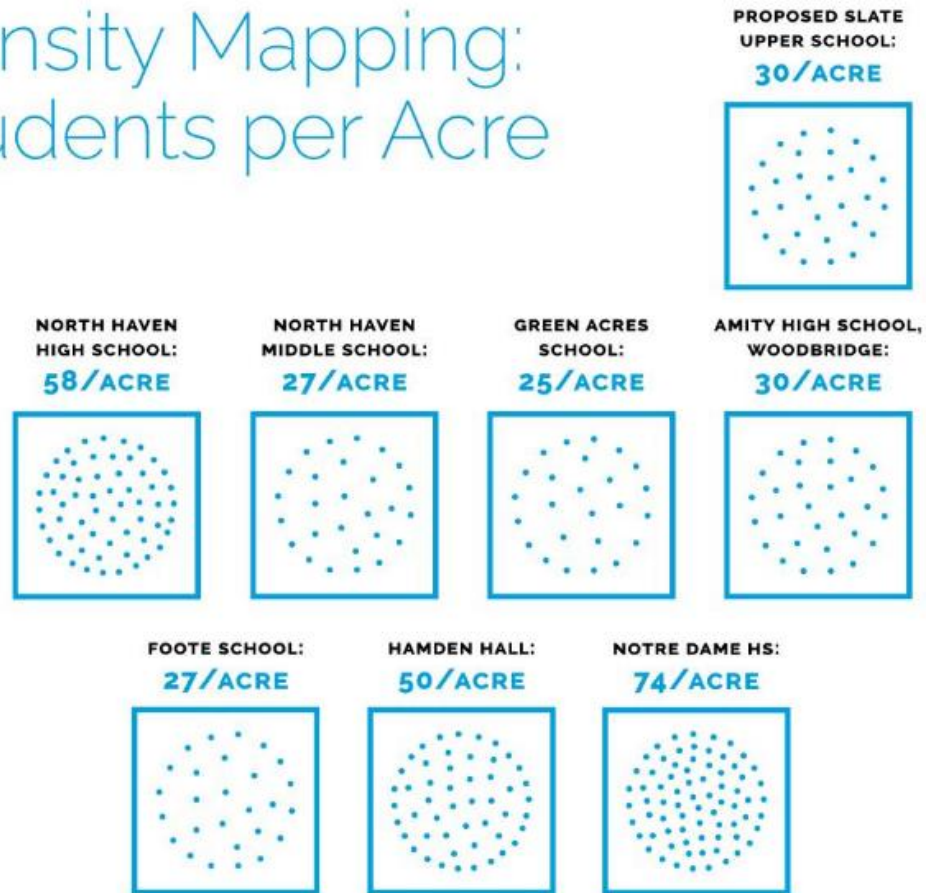 nsity Mapping:
udents per Acre
PROPOSED SLATE
UPPER SCHOOL:
30/ACRE
NORTH HAVEN
HIGH SCHOOL:
58/ACRE
NORTH HAVEN
MIDDLE SCHOOL:
27/ACRE
GREEN ACRES
SCHOOL:
25/ACRE
AMITY HIGH SCHOOL,
WOODBRIDGE:
30/ACRE
FOOTE SCHOOL:
27/ACRE
HAMDEN HALL:
50/ACRE
NOTRE DAME HS:
74/ACRE